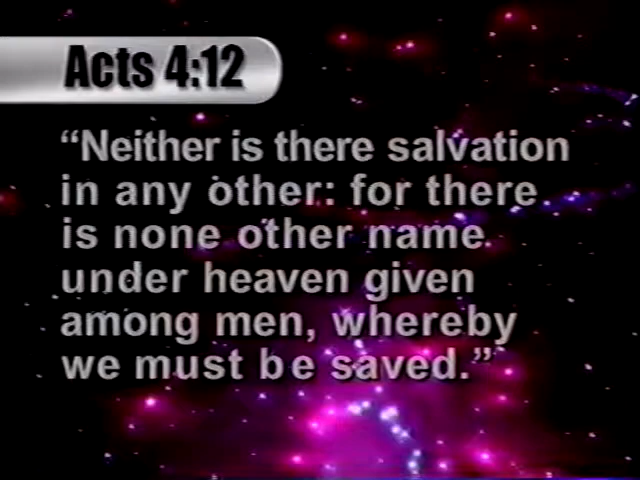 Acts 4:12
“Neither is there salvation
in any other: for there
is none other name
under heaven given
among men, whereby
we must be saved.”